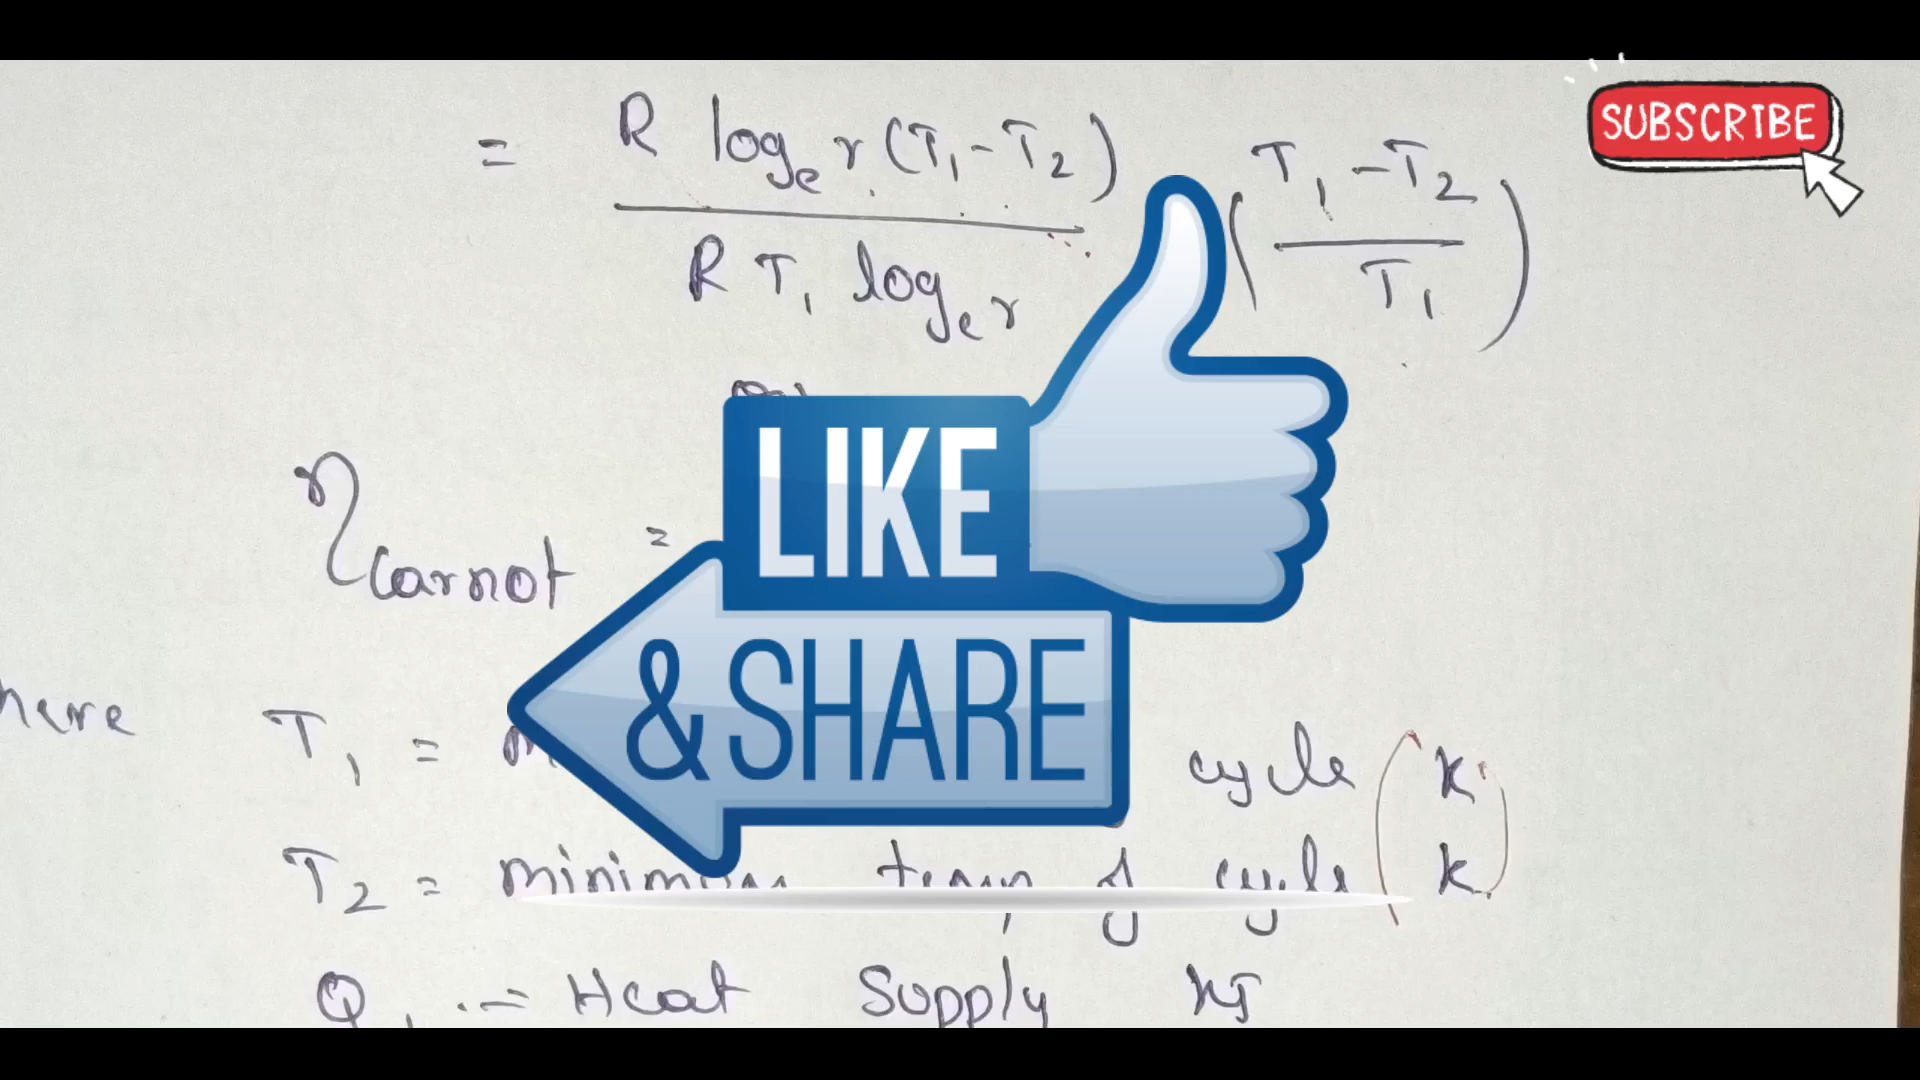 = R logₑ r (T₁-T₂) (T₁-T₂
R T₁ logₑ r T₁)
SUBSCRIBE
ηcarnot =
LIKE
& SHARE
here T₁ = cycle (K
T₂ = minimum temp of cycle K)
Q₁ = Heat Supply KJ